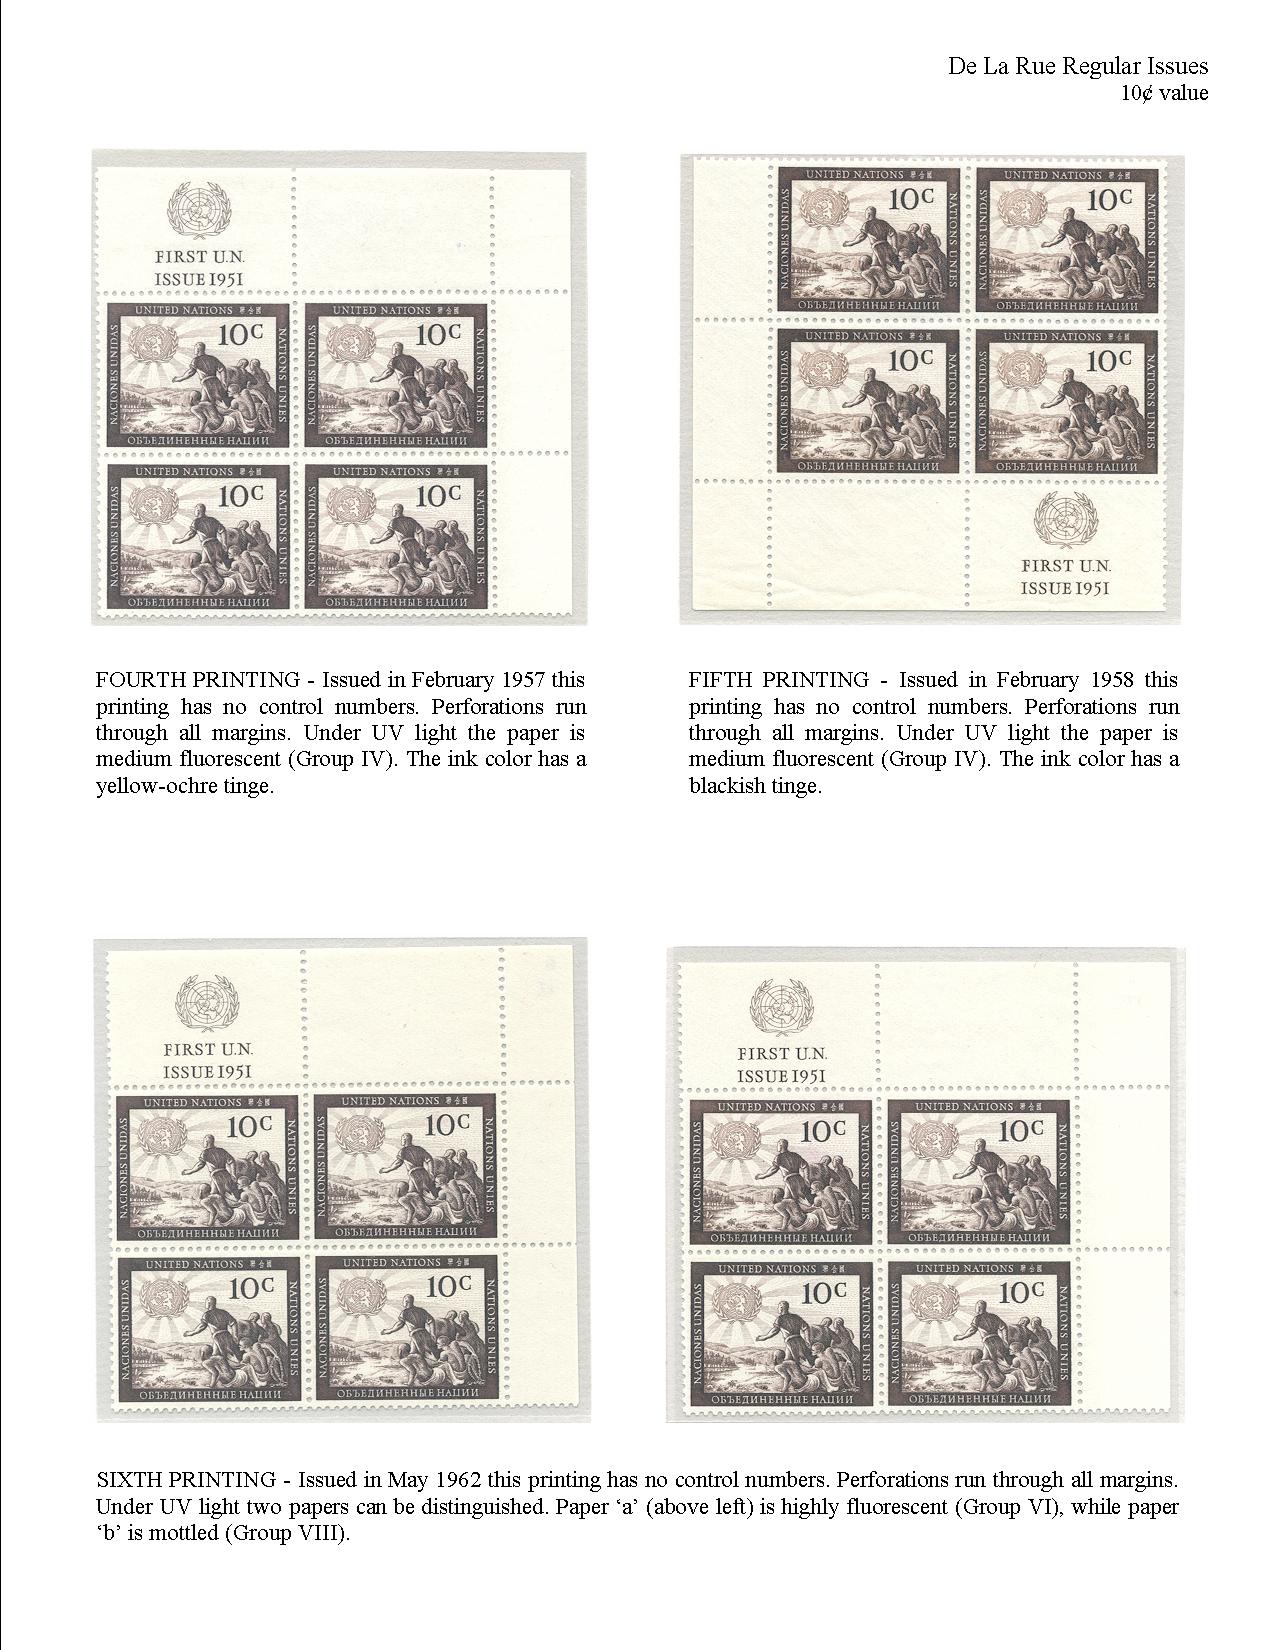 De La Rue Regular Issues
10¢ value
FIRST U.N.
ISSUE 1951
UNITED NATIONS
10C
NACIONES UNIDAS
NATIONS UNIES
ОБЪЕДИНЕННЫЕ НАЦИИ
UNITED NATIONS
10C
NACIONES UNIDAS
NATIONS UNIES
ОБЪЕДИНЕННЫЕ НАЦИИ
UNITED NATIONS
10C
NACIONES UNIDAS
NATIONS UNIES
ОБЪЕДИНЕННЫЕ НАЦИИ
UNITED NATIONS
10C
NACIONES UNIDAS
NATIONS UNIES
ОБЪЕДИНЕННЫЕ НАЦИИ
UNITED NATIONS
10C
NACIONES UNIDAS
NATIONS UNIES
ОБЪЕДИНЕННЫЕ НАЦИИ
UNITED NATIONS
10C
NACIONES UNIDAS
NATIONS UNIES
ОБЪЕДИНЕННЫЕ НАЦИИ
UNITED NATIONS
10C
NACIONES UNIDAS
NATIONS UNIES
ОБЪЕДИНЕННЫЕ НАЦИИ
UNITED NATIONS
10C
NACIONES UNIDAS
NATIONS UNIES
ОБЪЕДИНЕННЫЕ НАЦИИ
FIRST U.N.
ISSUE 1951
FOURTH PRINTING - Issued in February 1957 this
printing has no control numbers. Perforations run
through all margins. Under UV light the paper is
medium fluorescent (Group IV). The ink color has a
yellow-ochre tinge.
FIFTH PRINTING - Issued in February 1958 this
printing has no control numbers. Perforations run
through all margins. Under UV light the paper is
medium fluorescent (Group IV). The ink color has a
blackish tinge.
FIRST U.N.
ISSUE 1951
UNITED NATIONS
10C
NACIONES UNIDAS
NATIONS UNIES
ОБЪЕДИНЕННЫЕ НАЦИИ
UNITED NATIONS
10C
NACIONES UNIDAS
NATIONS UNIES
ОБЪЕДИНЕННЫЕ НАЦИИ
UNITED NATIONS
10C
NACIONES UNIDAS
NATIONS UNIES
ОБЪЕДИНЕННЫЕ НАЦИИ
UNITED NATIONS
10C
NACIONES UNIDAS
NATIONS UNIES
ОБЪЕДИНЕННЫЕ НАЦИИ
FIRST U.N.
ISSUE 1951
UNITED NATIONS
10C
NACIONES UNIDAS
NATIONS UNIES
ОБЪЕДИНЕННЫЕ НАЦИИ
UNITED NATIONS
10C
NACIONES UNIDAS
NATIONS UNIES
ОБЪЕДИНЕННЫЕ НАЦИИ
UNITED NATIONS
10C
NACIONES UNIDAS
NATIONS UNIES
ОБЪЕДИНЕННЫЕ НАЦИИ
UNITED NATIONS
10C
NACIONES UNIDAS
NATIONS UNIES
ОБЪЕДИНЕННЫЕ НАЦИИ
SIXTH PRINTING - Issued in May 1962 this printing has no control numbers. Perforations run through all margins.
Under UV light two papers can be distinguished. Paper ‘a’ (above left) is highly fluorescent (Group VI), while paper
‘b’ is mottled (Group VIII).